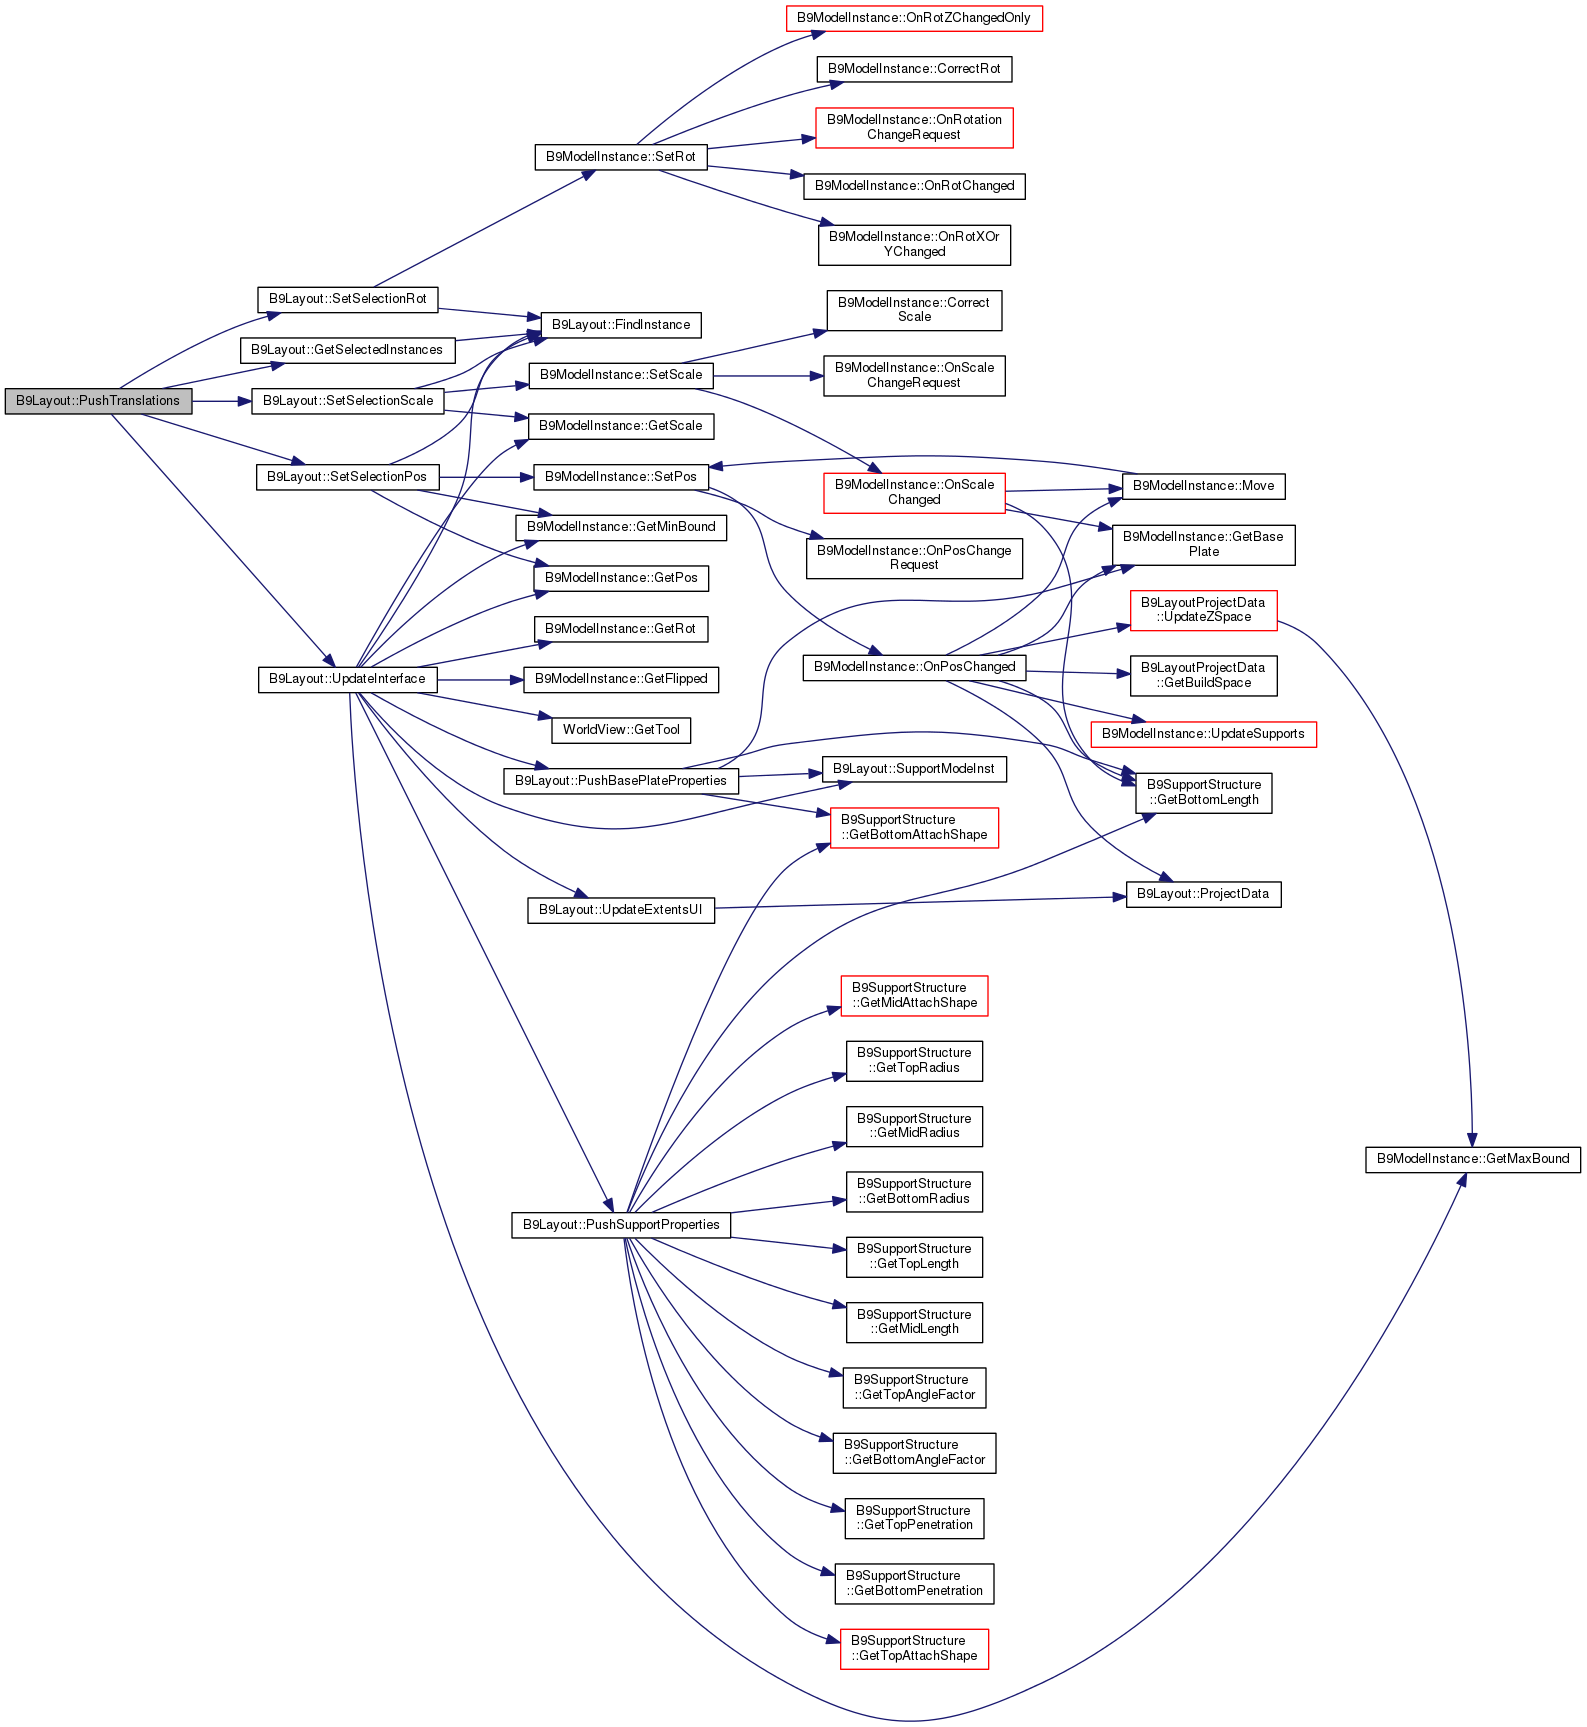 B9ModelInstance::OnRotZChangedOnly
B9ModelInstance::CorrectRot
B9ModelInstance::OnRotation
ChangeRequest
B9ModelInstance::SetRot
B9ModelInstance::OnRotChanged
B9ModelInstance::OnRotXOr
YChanged
B9Layout::SetSelectionRot
B9ModelInstance::Correct
Scale
B9Layout::FindInstance
B9Layout::GetSelectedInstances
B9ModelInstance::SetScale
B9ModelInstance::OnScale
ChangeRequest
B9Layout::PushTranslations
B9Layout::SetSelectionScale
B9ModelInstance::GetScale
B9Layout::SetSelectionPos
B9ModelInstance::SetPos
B9ModelInstance::OnScale
Changed
B9ModelInstance::Move
B9ModelInstance::GetMinBound
B9ModelInstance::OnPosChange
Request
B9ModelInstance::GetBase
Plate
B9ModelInstance::GetPos
B9ModelInstance::GetRot
B9LayoutProjectData
::UpdateZSpace
B9Layout::UpdateInterface
B9ModelInstance::GetFlipped
B9ModelInstance::OnPosChanged
B9LayoutProjectData
::GetBuildSpace
WorldView::GetTool
B9ModelInstance::UpdateSupports
B9Layout::PushBasePlateProperties
B9Layout::SupportModeInst
B9SupportStructure
::GetBottomLength
B9SupportStructure
::GetBottomAttachShape
B9Layout::UpdateExtentsUI
B9Layout::ProjectData
B9SupportStructure
::GetMidAttachShape
B9SupportStructure
::GetTopRadius
B9SupportStructure
::GetMidRadius
B9ModelInstance::GetMaxBound
B9SupportStructure
::GetBottomRadius
B9Layout::PushSupportProperties
B9SupportStructure
::GetTopLength
B9SupportStructure
::GetMidLength
B9SupportStructure
::GetTopAngleFactor
B9SupportStructure
::GetBottomAngleFactor
B9SupportStructure
::GetTopPenetration
B9SupportStructure
::GetBottomPenetration
B9SupportStructure
::GetTopAttachShape